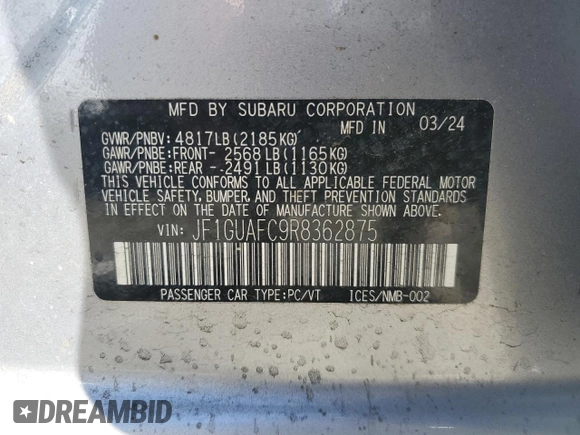 MFD BY SUBARU CORPORATION
MFD IN 03/24
GVWR/PNBV: 4817LB(2185KG)
GAWR/PNBE:FRONT- 2568LB(1165KG)
GAWR/PNBE:REAR - 2491LB(1130KG)
THIS VEHICLE CONFORMS TO ALL APPLICABLE FEDERAL MOTOR
VEHICLE SAFETY, BUMPER, AND THEFT PREVENTION STANDARDS
IN EFFECT ON THE DATE OF MANUFACTURE SHOWN ABOVE.
VIN: JF1GUAFC9R8362875
PASSENGER CAR TYPE:PC/VT ICES/NMB-002
DREAMBID